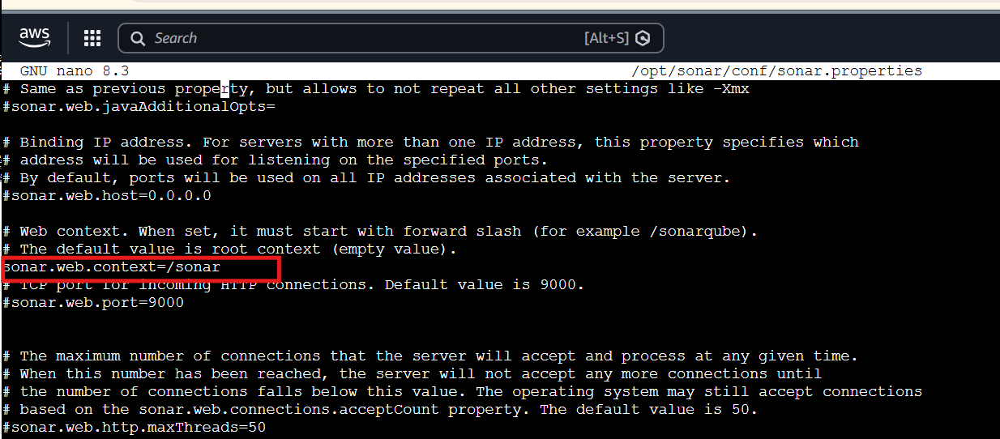 aws
Search [Alt+S]
GNU nano 8.3 /opt/sonar/conf/sonar.properties
# Same as previous property, but allows to not repeat all other settings like -Xmx
#sonar.web.javaAdditionalOpts=
# Binding IP address. For servers with more than one IP address, this property specifies which
# address will be used for listening on the specified ports.
# By default, ports will be used on all IP addresses associated with the server.
#sonar.web.host=0.0.0.0
# Web context. When set, it must start with forward slash (for example /sonarqube).
# The default value is root context (empty value).
sonar.web.context=/sonar
# TCP port for incoming HTTP connections. Default value is 9000.
#sonar.web.port=9000
# The maximum number of connections that the server will accept and process at any given time.
# When this number has been reached, the server will not accept any more connections until
# the number of connections falls below this value. The operating system may still accept connections
# based on the sonar.web.connections.acceptCount property. The default value is 50.
#sonar.web.http.maxThreads=50